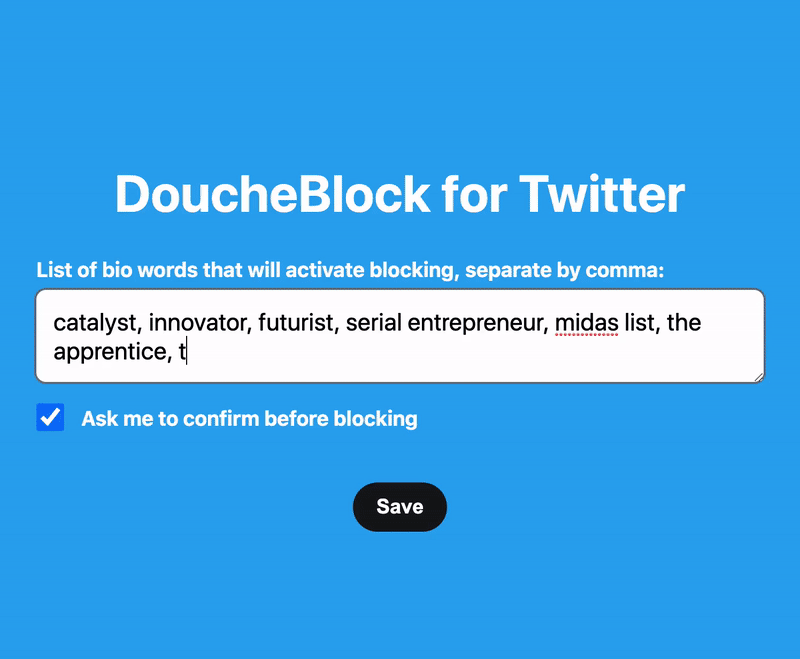 DoucheBlock for Twitter
List of bio words that will activate blocking, separate by comma:
catalyst, innovator, futurist, serial entrepreneur, midas list, the
apprentice, t
Ask me to confirm before blocking
Save